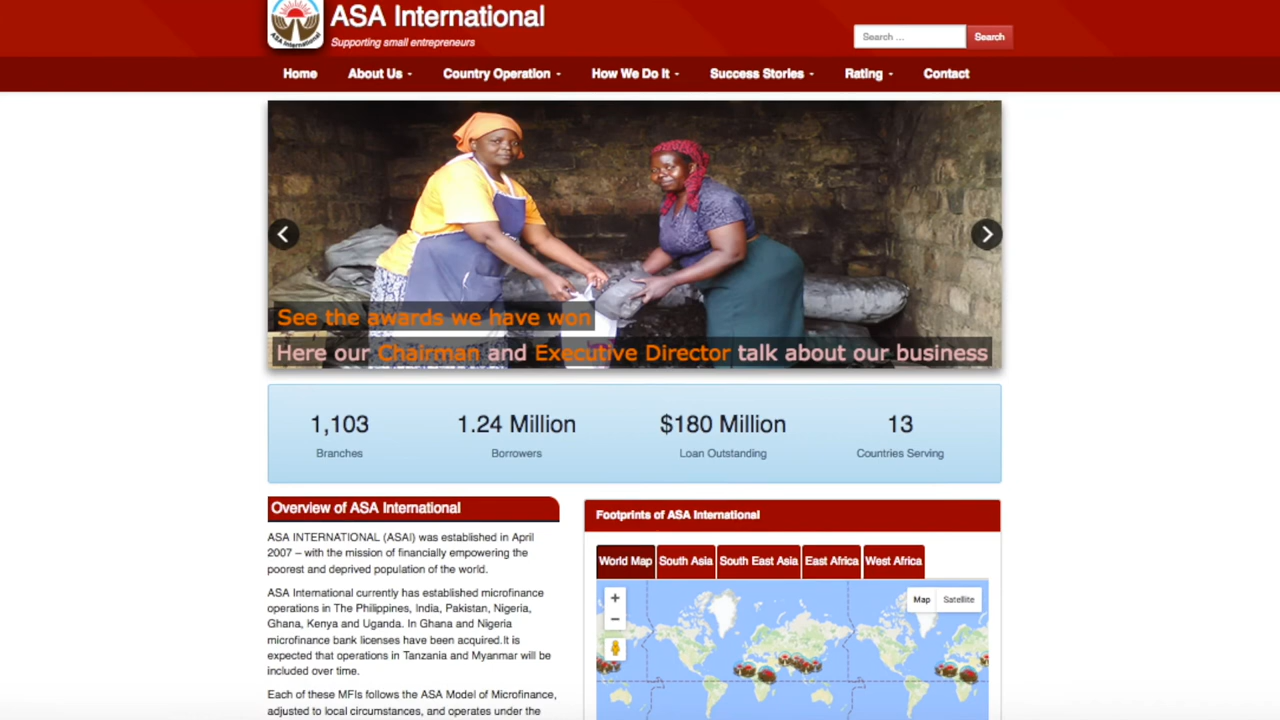 ASA International
ASA International
Supporting small entrepreneurs
Search ...
Search
Home
About Us
Country Operation
How We Do It
Success Stories
Rating
Contact
See the awards we have won
Here our Chairman and Executive Director talk about our business
1,103
1.24 Million
$180 Million
13
Branches
Borrowers
Loan Outstanding
Countries Serving
Overview of ASA International
ASA INTERNATIONAL (ASAI) was established in April
2007 – with the mission of financially empowering the
poorest and deprived population of the world.
ASA International currently has established microfinance
operations in The Philippines, India, Pakistan, Nigeria,
Ghana, Kenya and Uganda. In Ghana and Nigeria
microfinance bank licenses have been acquired.It is
expected that operations in Tanzania and Myanmar will be
included over time.
Each of these MFIs follows the ASA Model of Microfinance,
adjusted to local circumstances, and operates under the
Footprints of ASA International
World Map
South Asia
South East Asia
East Africa
West Africa
+
−
Map
Satellite